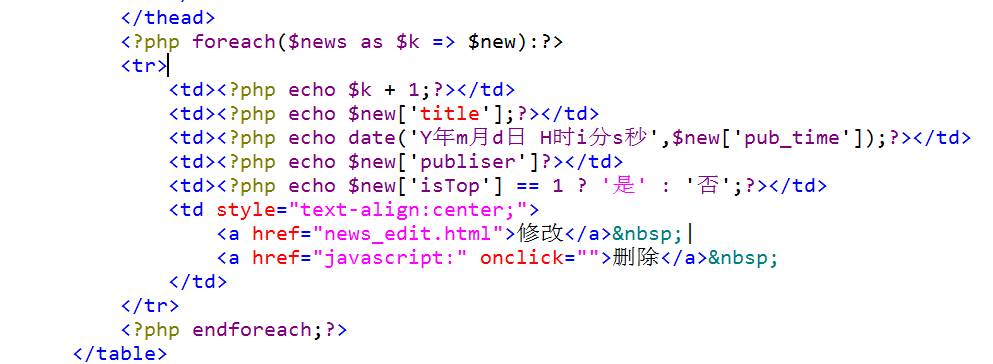 </thead>
<?php foreach($news as $k => $new):?>
<tr>
<td><?php echo $k + 1;?></td>
<td><?php echo $new['title'];?></td>
<td><?php echo date('Y年m月d日 H时i分s秒',$new['pub_time']);?></td>
<td><?php echo $new['publiser']?></td>
<td><?php echo $new['isTop'] == 1 ? '是' : '否';?></td>
<td style="text-align:center;">
<a href="news_edit.html">修改</a>&nbsp;|
<a href="javascript:" onclick="">删除</a>&nbsp;
</td>
</tr>
<?php endforeach;?>
</table>